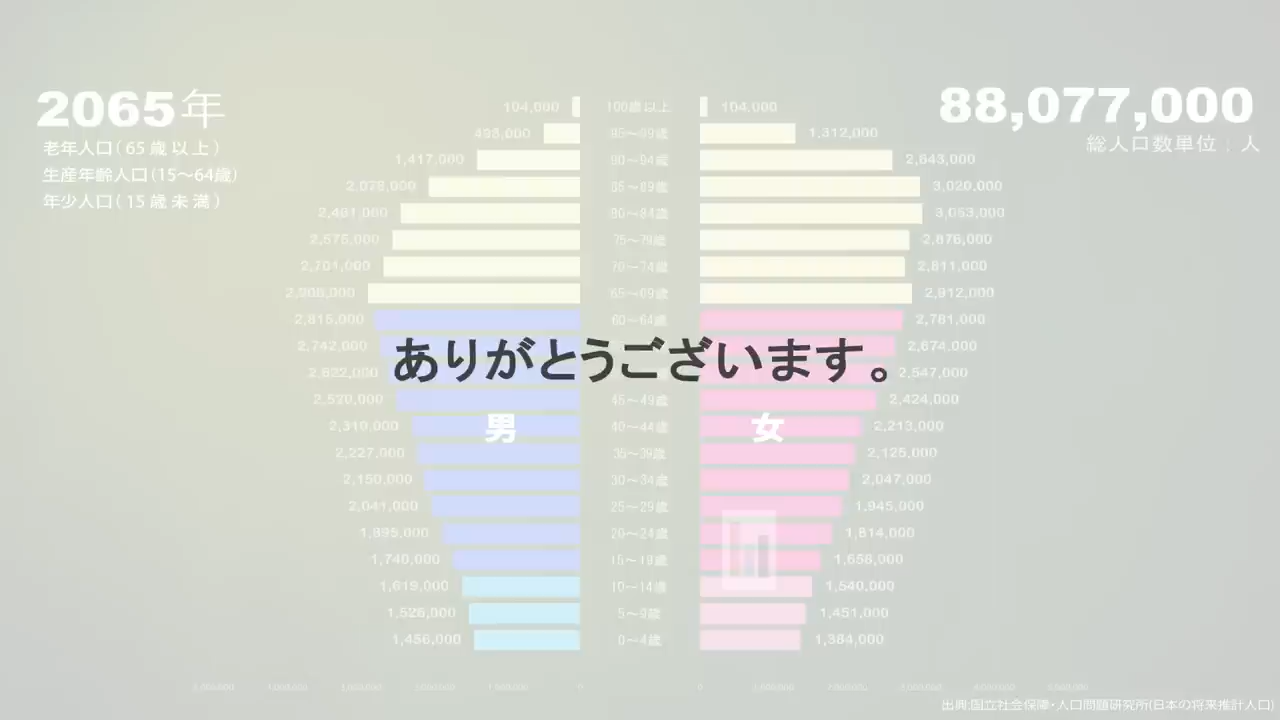 2065年
88,077,000
総人口数単位：人
老年人口(65歳以上)
生産年齢人口(15～64歳)
年少人口(15歳未満)
104,000 100歳以上 104,000
95～99歳 1,312,000
1,417,000 90～94歳 2,643,000
85～89歳 3,020,000
80～84歳 3,053,000
2,575,000 75～79歳 2,876,000
2,701,000 70～74歳 2,811,000
65～69歳 2,912,000
2,815,000 60～64歳 2,781,000
2,742,000 2,674,000
ありがとうございます。
2,622,000 2,547,000
2,520,000 45～49歳 2,424,000
2,310,000 40～44歳 2,213,000
男 女
2,227,000 35～39歳 2,125,000
2,150,000 30～34歳 2,047,000
2,041,000 25～29歳 1,945,000
1,895,000 20～24歳 1,814,000
1,740,000 15～19歳 1,658,000
1,619,000 10～14歳 1,540,000
1,526,000 5～9歳 1,451,000
1,456,000 0～4歳 1,384,000
0 0
出典:国立社会保障・人口問題研究所(日本の将来推計人口)